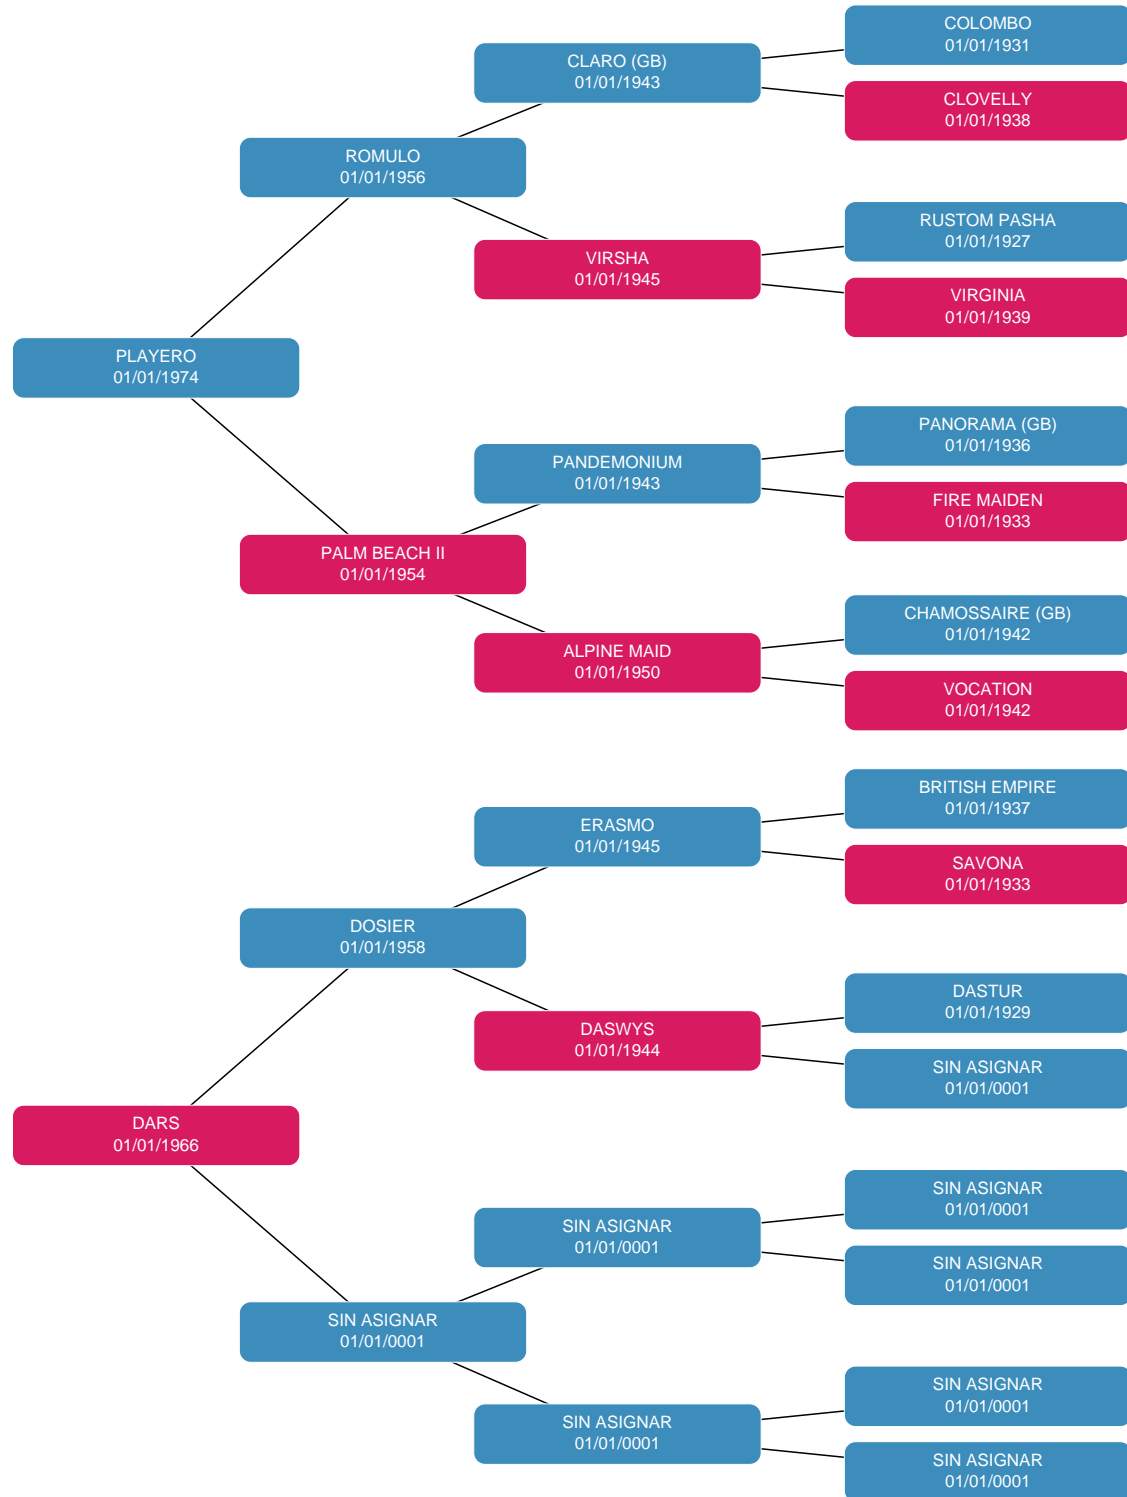 COLOMBO
01/01/1931
CLARO (GB)
01/01/1943
CLOVELLY
01/01/1938
ROMULO
01/01/1956
RUSTOM PASHA
01/01/1927
VIRSHA
01/01/1945
VIRGINIA
01/01/1939
PLAYERO
01/01/1974
PANORAMA (GB)
01/01/1936
PANDEMONIUM
01/01/1943
FIRE MAIDEN
01/01/1933
PALM BEACH II
01/01/1954
CHAMOSSAIRE (GB)
01/01/1942
ALPINE MAID
01/01/1950
VOCATION
01/01/1942
BRITISH EMPIRE
01/01/1937
ERASMO
01/01/1945
SAVONA
01/01/1933
DOSIER
01/01/1958
DASTUR
01/01/1929
DASWYS
01/01/1944
SIN ASIGNAR
01/01/0001
DARS
01/01/1966
SIN ASIGNAR
01/01/0001
SIN ASIGNAR
01/01/0001
SIN ASIGNAR
01/01/0001
SIN ASIGNAR
01/01/0001
SIN ASIGNAR
01/01/0001
SIN ASIGNAR
01/01/0001
SIN ASIGNAR
01/01/0001